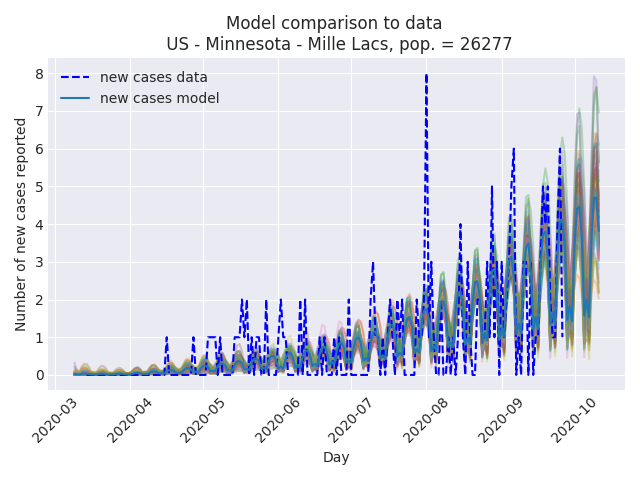 Model comparison to data
US - Minnesota - Mille Lacs, pop. = 26277
new cases data
new cases model
Number of new cases reported
8
7
6
5
4
3
2
1
0
2020-03
2020-04
2020-05
2020-06
2020-07
2020-08
2020-09
2020-10
Day